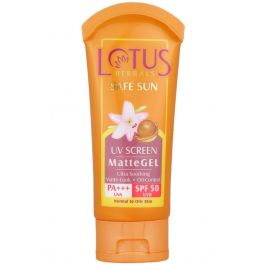 LOTUS
HERBALS
SAFE SUN
UV SCREEN
MatteGEL
Ultra Soothing
Matte-Look • Oil Control
PA+++ SPF 50
UVA UVB
Normal to Oily Skin